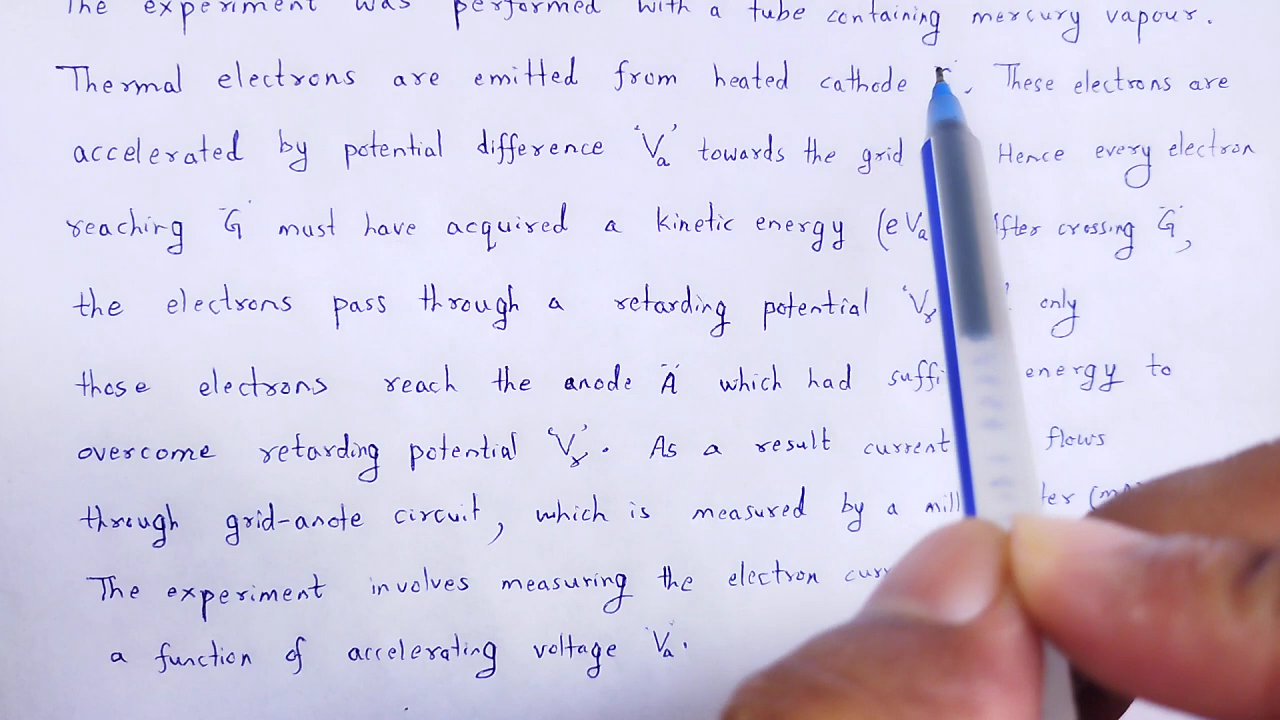 The experiment was performed with a tube containing mercury vapour.
Thermal electrons are emitted from heated cathode . These electrons are
accelerated by potential difference 'Va' towards the grid Hence every electron
reaching 'G' must have acquired a kinetic energy (eVa After crossing 'G',
the electrons pass through a retarding potential 'Vr' only
those electrons reach the anode 'A' which had energy to
overcome retarding potential 'Vr'. As a result current flows
through grid-anote circuit, which is measured by a
The experiment involves measuring the electron
a function of accelerating voltage 'Va'.